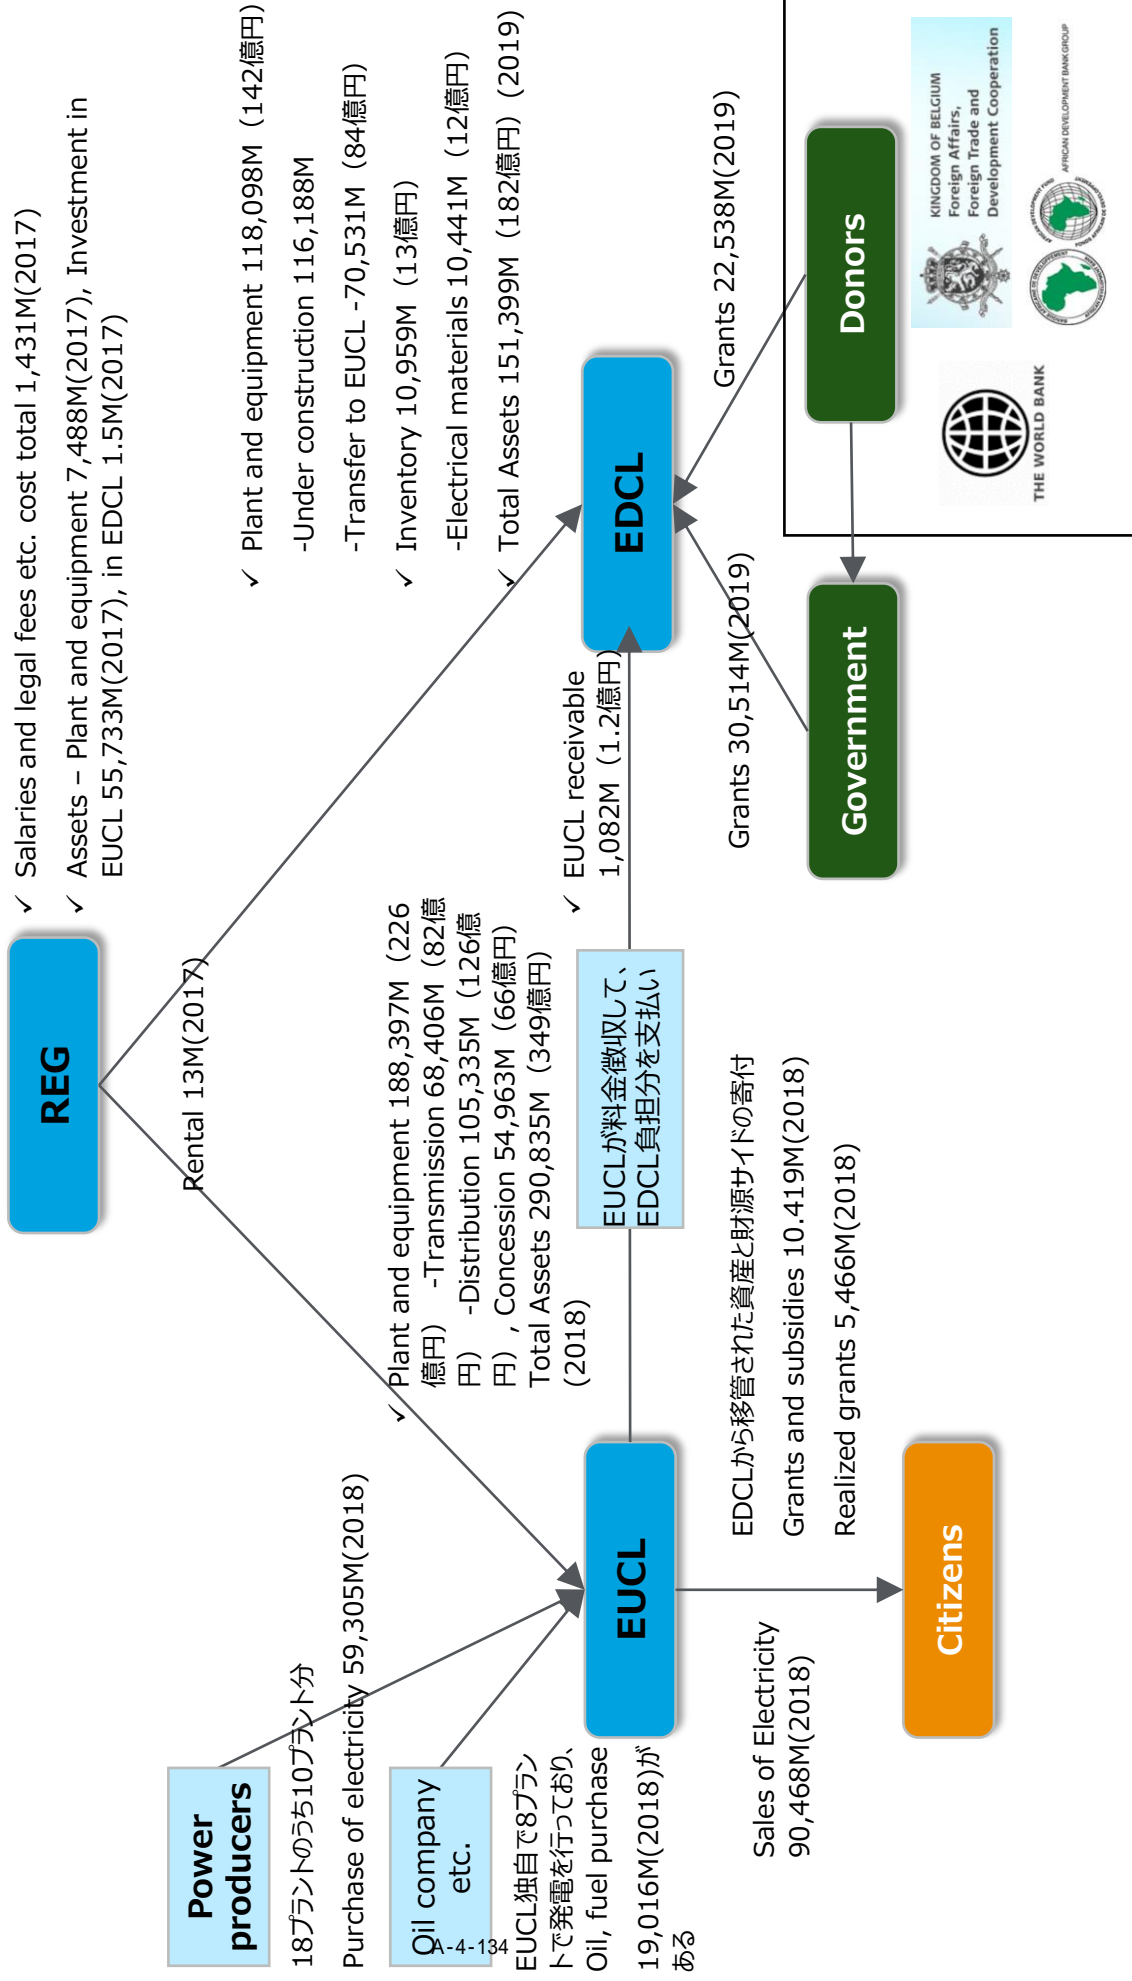 REG
✓ Salaries and legal fees etc. cost total 1,431M(2017)
✓ Assets – Plant and equipment 7,488M(2017), Investment in
EUCL 55,733M(2017), in EDCL 1.5M(2017)
Rental 13M(2017)
Power
producers
18プラントのうち10プラント分
Purchase of electricity 59,305M(2018)
Oil company
etc.
EUCL独自で8プラン
トで発電を行っており、
Oil, fuel purchase
19,016M(2018)が
ある
✓ Plant and equipment 188,397M（226
億円） -Transmission 68,406M（82億
円） -Distribution 105,335M（126億
円）, Concession 54,963M（66億円）
Total Assets 290,835M（349億円）
(2018)
✓ Plant and equipment 118,098M（142億円）
-Under construction 116,188M
-Transfer to EUCL -70,531M（84億円）
✓ Inventory 10,959M（13億円）
-Electrical materials 10,441M（12億円）
✓ Total Assets 151,399M（182億円）(2019)
EUCL
EUCLが料金徴収して、
EDCL負担分を支払い
✓ EUCL receivable
1,082M（1.2億円）
EDCL
EDCLから移管された資産と財源サイドの寄付
Grants and subsidies 10.419M(2018)
Realized grants 5,466M(2018)
Sales of Electricity
90,468M(2018)
Citizens
Grants 30,514M(2019)
Grants 22,538M(2019)
Government
Donors
THE WORLD BANK
KINGDOM OF BELGIUM
Foreign Affairs,
Foreign Trade and
Development Cooperation
AFRICAN DEVELOPMENT BANK GROUP
A-4-134